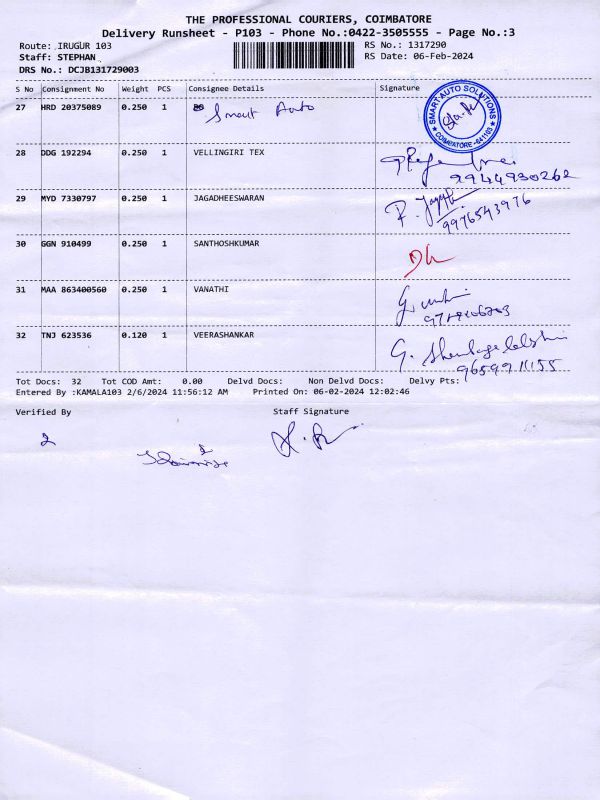 THE PROFESSIONAL COURIERS, COIMBATORE
Delivery Runsheet - P103 - Phone No.:0422-3505555 - Page No.:3
Route: IRUGUR 103 RS No.: 1317290
Staff: STEPHAN RS Date: 06-Feb-2024
DRS No.: DCJB131729003
S No Consignment No Weight PCS Consignee Details Signature
27 HRD 20375089 0.250 1 Smart Auto SMART AUTO SOLUTIONS ★ COIMBATORE - 641103 ★
28 DDG 192294 0.250 1 VELLINGIRI TEX
9944930262
29 MYD 7330797 0.250 1 JAGADHEESWARAN
9976543976
30 GGN 910499 0.250 1 SANTHOSHKUMAR
31 MAA 863400560 0.250 1 VANATHI
32 TNJ 623536 0.120 1 VEERASHANKAR
Tot Docs: 32 Tot COD Amt: 0.00 Delvd Docs: Non Delvd Docs: Delvy Pts:
Entered By :KAMALA103 2/6/2024 11:56:12 AM Printed On: 06-02-2024 12:02:46
Verified By Staff Signature
2